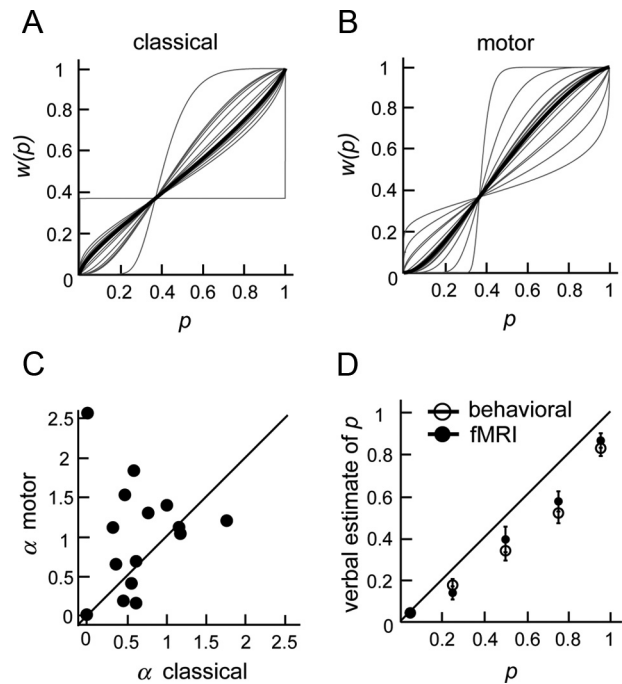 A
classical
w(p)
1
0.8
0.6
0.4
0.2
0
0.2 0.4 0.6 0.8 1
p
B
motor
w(p)
1
0.8
0.6
0.4
0.2
0
0.2 0.4 0.6 0.8 1
p
C
α motor
2.5
2
1.5
1
0.5
0
0 0.5 1 1.5 2 2.5
α classical
D
behavioral
fMRI
verbal estimate of p
1
0.8
0.6
0.4
0.2
0
0.2 0.4 0.6 0.8 1
p